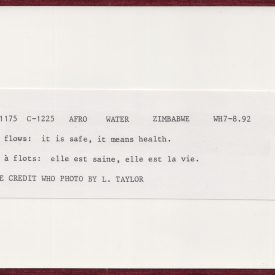 1175 C-1225 AFRO WATER ZIMBABWE WH7-8.92
flows: it is safe, it means health.
à flots: elle est saine, elle est la vie.
E CREDIT WHO PHOTO BY L. TAYLOR